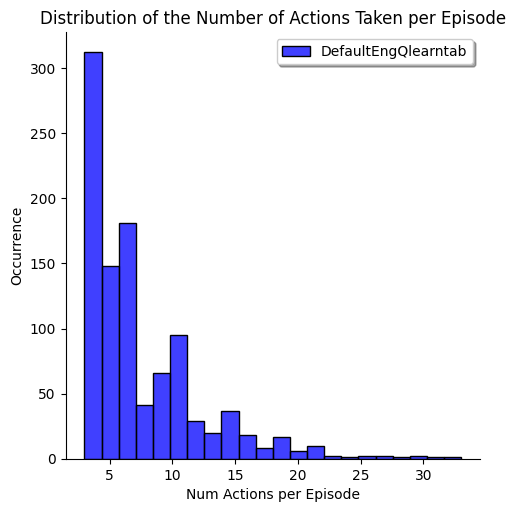 Distribution of the Number of Actions Taken per Episode
DefaultEngQlearntab
300
250
200
150
100
50
0
Occurrence
5 10 15 20 25 30
Num Actions per Episode